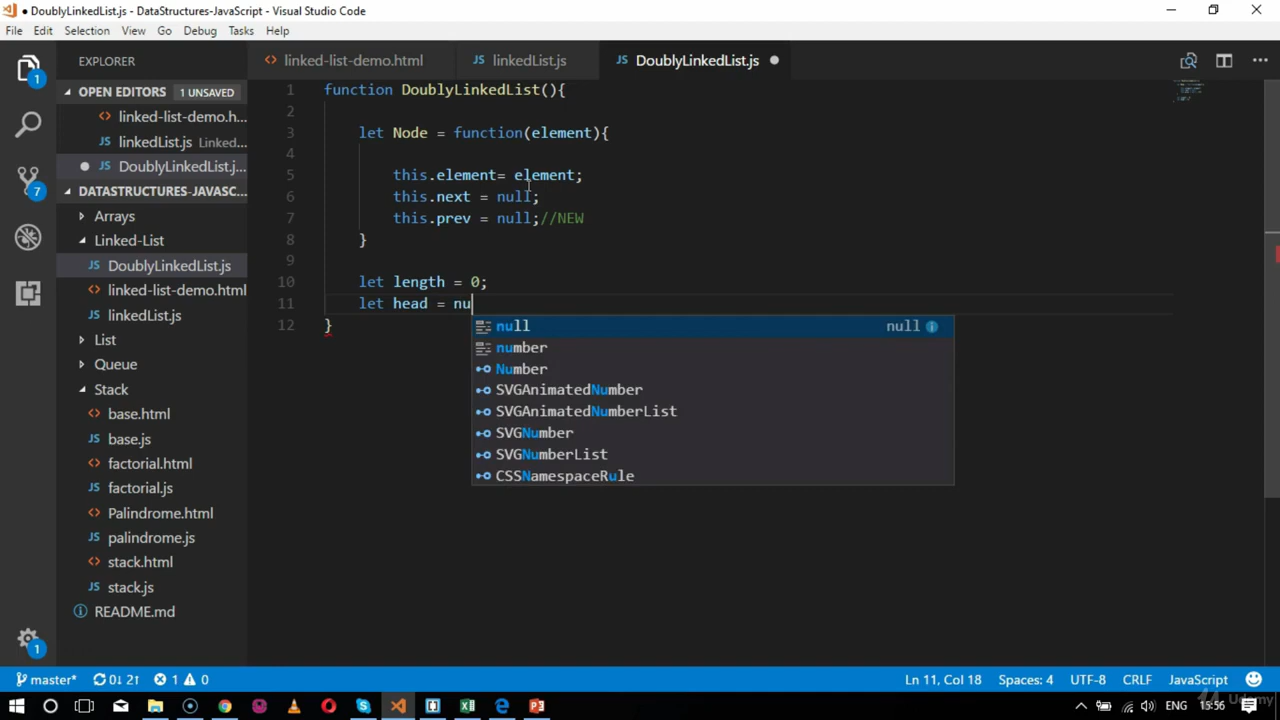 ● DoublyLinkedList.js - DataStructures-JavaScript - Visual Studio Code
File Edit Selection View Go Debug Tasks Help
EXPLORER
OPEN EDITORS 1 UNSAVED
linked-list-demo.h...
linkedList.js Linked...
DoublyLinkedList.j...
DATASTRUCTURES-JAVASC...
Arrays
Linked-List
DoublyLinkedList.js
linked-list-demo.html
linkedList.js
List
Queue
Stack
base.html
base.js
factorial.html
factorial.js
Palindrome.html
palindrome.js
stack.html
stack.js
README.md
1
7
1
linked-list-demo.html linkedList.js DoublyLinkedList.js
1 function DoublyLinkedList(){
2
3 let Node = function(element){
4
5 this.element= element;
6 this.next = null;
7 this.prev = null;//NEW
8 }
9
10 let length = 0;
11 let head = nu
12 }
null null
number
Number
SVGAnimatedNumber
SVGAnimatedNumberList
SVGNumber
SVGNumberList
CSSNamespaceRule
master* 0↓ 2↑ 1 0 Ln 11, Col 18 Spaces: 4 UTF-8 CRLF JavaScript
ENG 15:56
Udemy